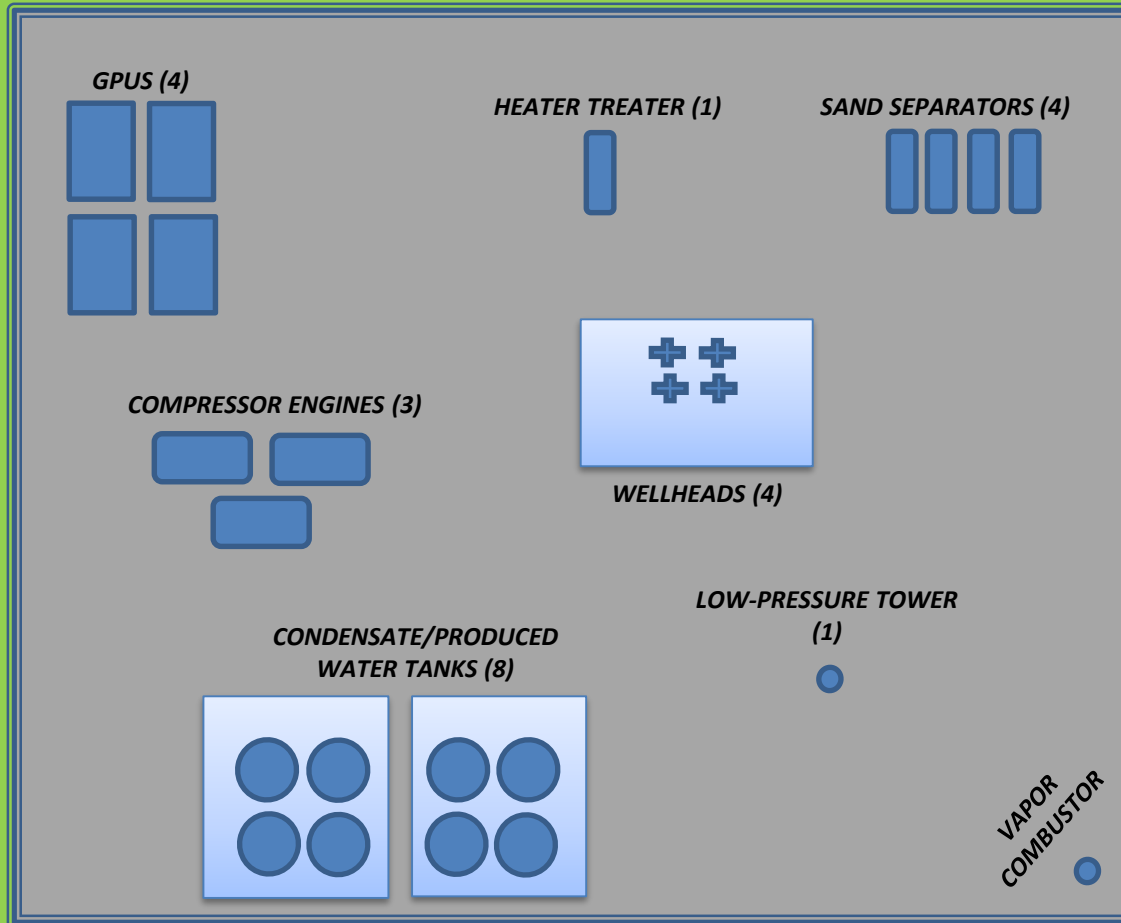 GPUS (4)
HEATER TREATER (1)
SAND SEPARATORS (4)
COMPRESSOR ENGINES (3)
WELLHEADS (4)
LOW-PRESSURE TOWER
(1)
CONDENSATE/PRODUCED
WATER TANKS (8)
VAPOR
COMBUSTOR